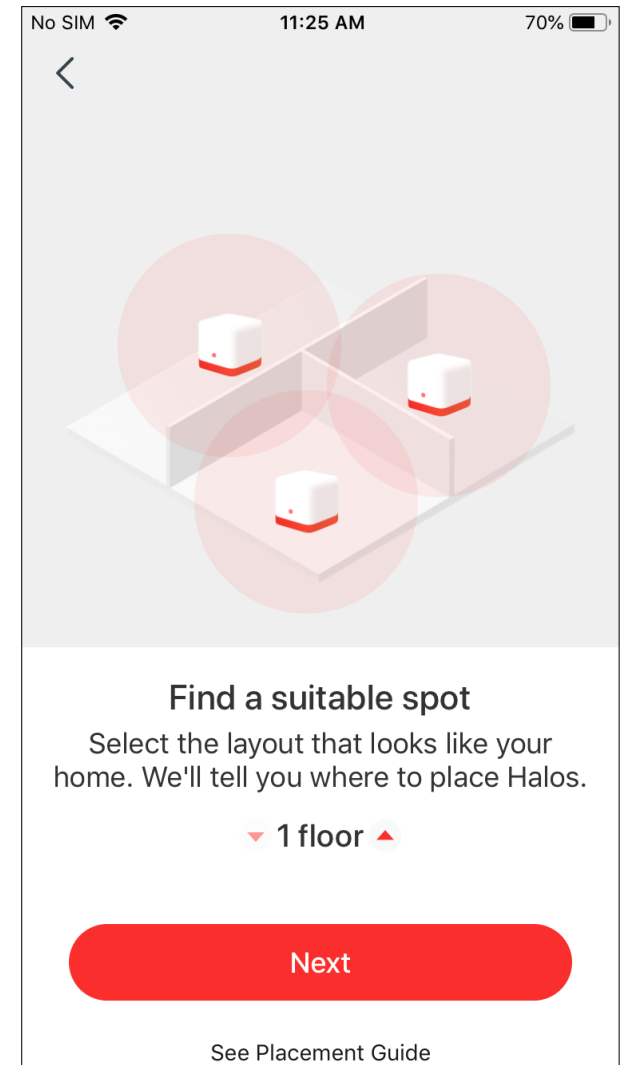 No SIM 11:25 AM 70%
Find a suitable spot
Select the layout that looks like your
home. We'll tell you where to place Halos.
1 floor
Next
See Placement Guide